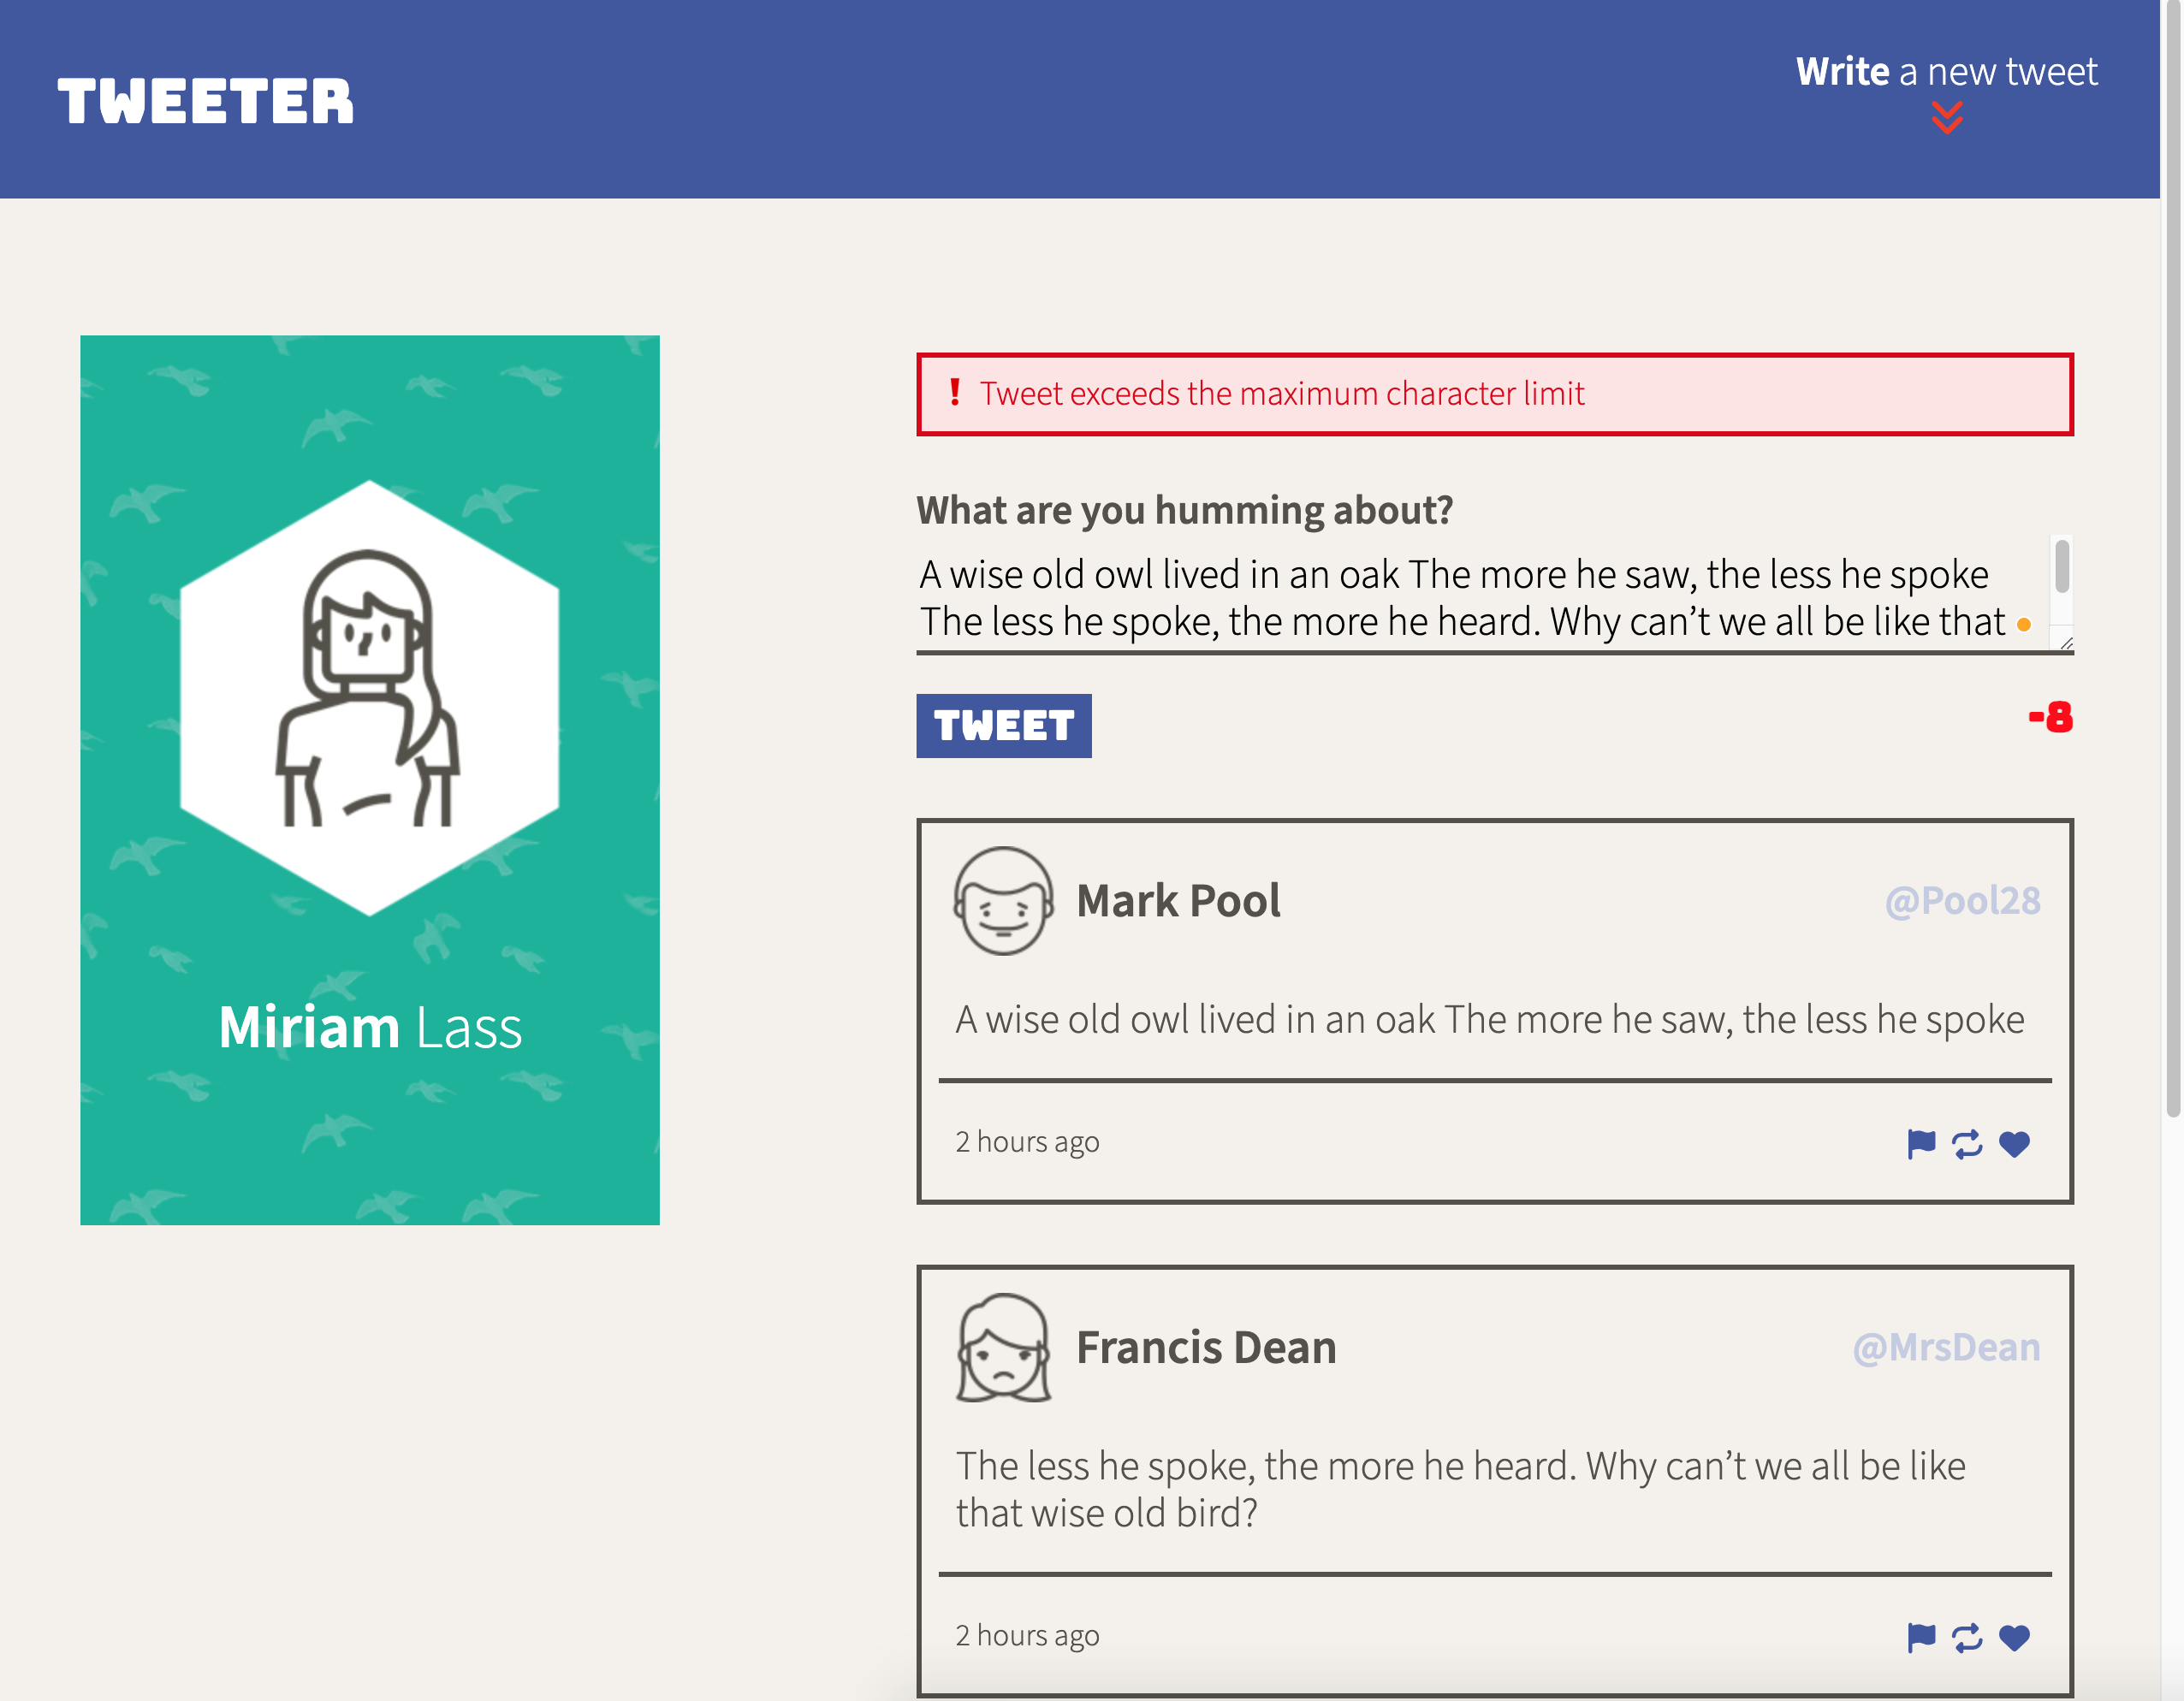 TWEETER
Write a new tweet
Miriam Lass
! Tweet exceeds the maximum character limit
What are you humming about?
A wise old owl lived in an oak The more he saw, the less he spoke
The less he spoke, the more he heard. Why can’t we all be like that
TWEET
-8
Mark Pool
@Pool28
A wise old owl lived in an oak The more he saw, the less he spoke
2 hours ago
Francis Dean
@MrsDean
The less he spoke, the more he heard. Why can’t we all be like
that wise old bird?
2 hours ago